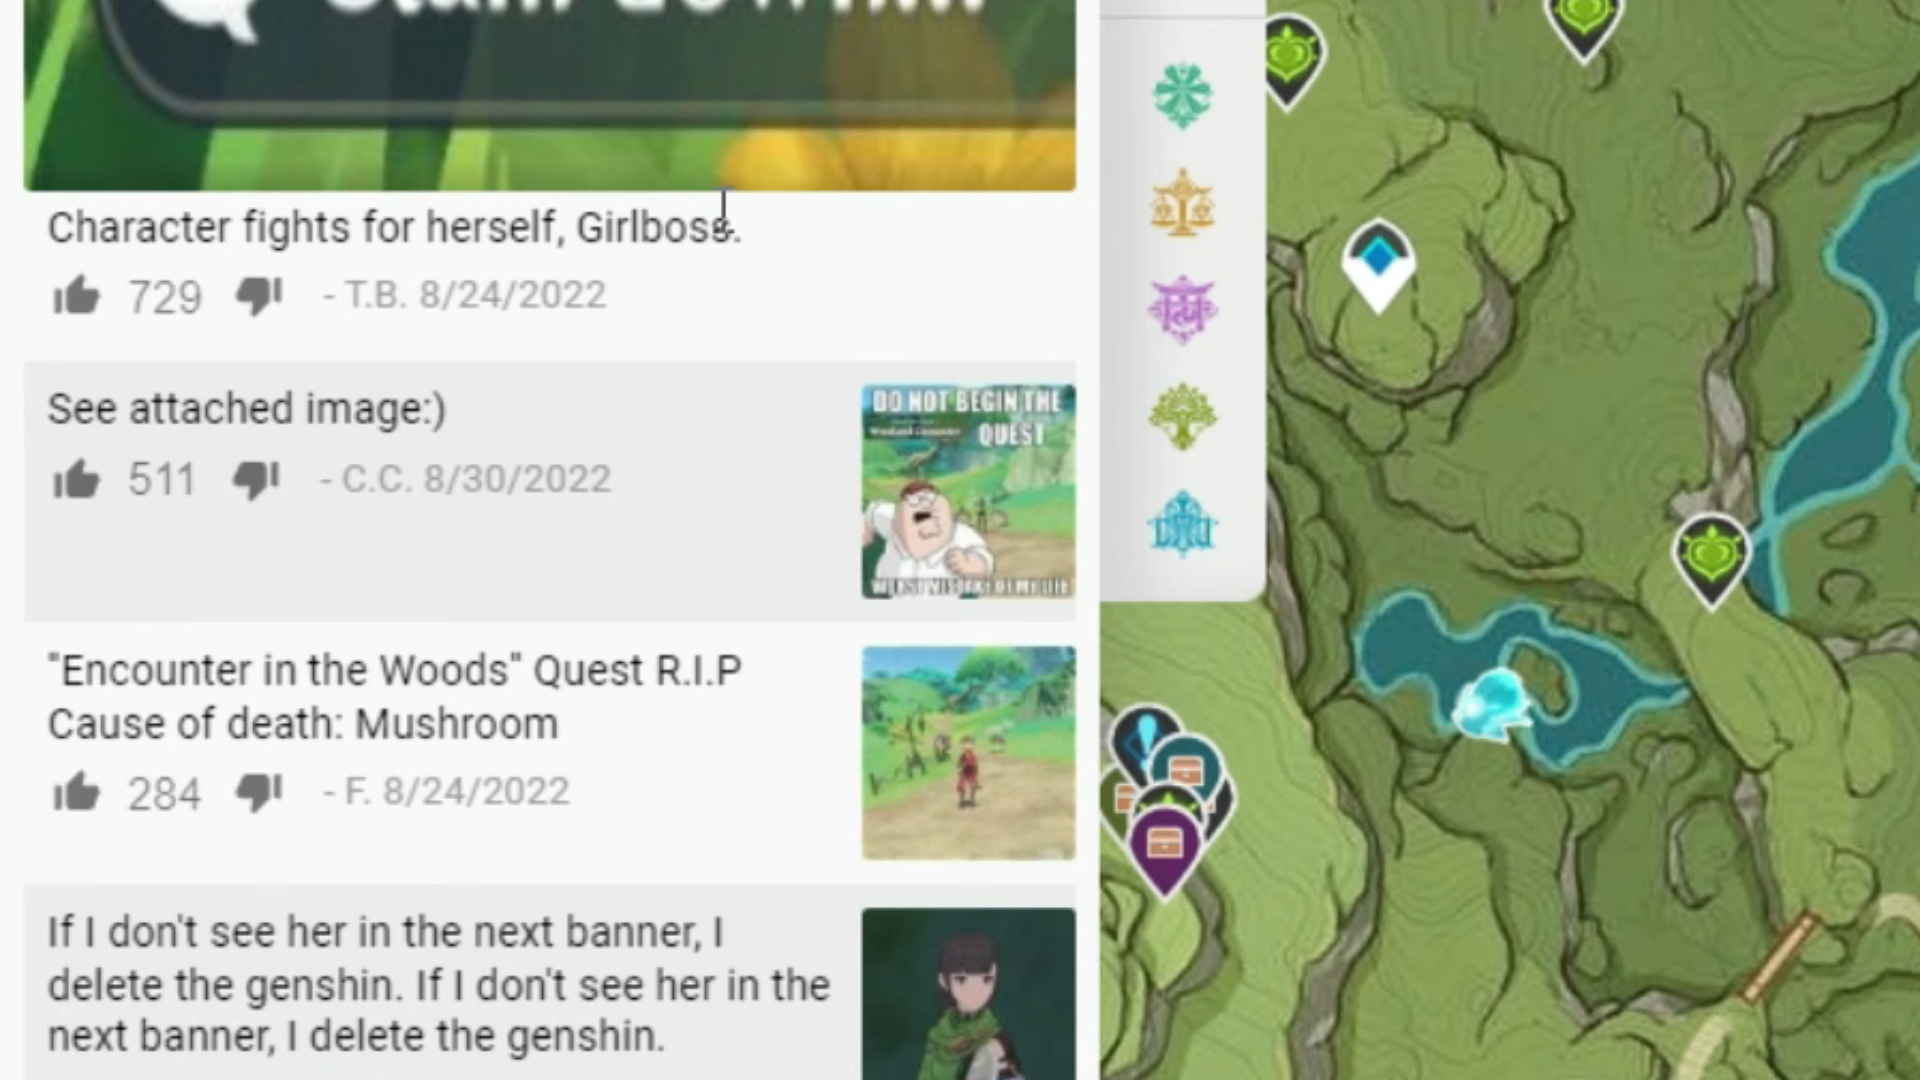 Character fights for herself, Girlboss.
729 - T.B. 8/24/2022
See attached image:)
511 - C.C. 8/30/2022
DO NOT BEGIN THE
QUEST
"Encounter in the Woods" Quest R.I.P
Cause of death: Mushroom
284 - F. 8/24/2022
If I don't see her in the next banner, I
delete the genshin. If I don't see her in the
next banner, I delete the genshin.